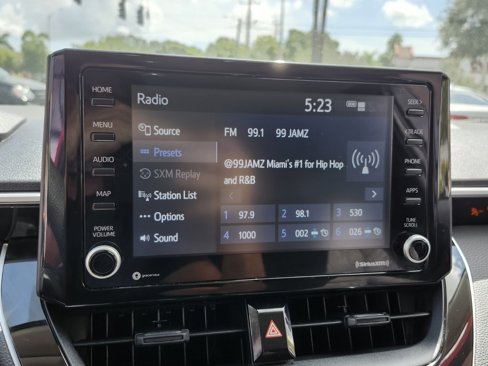 HOME
MENU
AUDIO
MAP
POWER
VOLUME
Radio
5:23
Source
Presets
SXM Replay
Station List
Options
Sound
FM 99.1 99 JAMZ
@99JAMZ Miami's #1 for Hip Hop
and R&B
1 97.9
2 98.1
3 530
4 1000
5 002
6 026
SEEK >
< TRACK
PHONE
APPS
TUNE
SCROLL
gracenote
((SiriusXM))